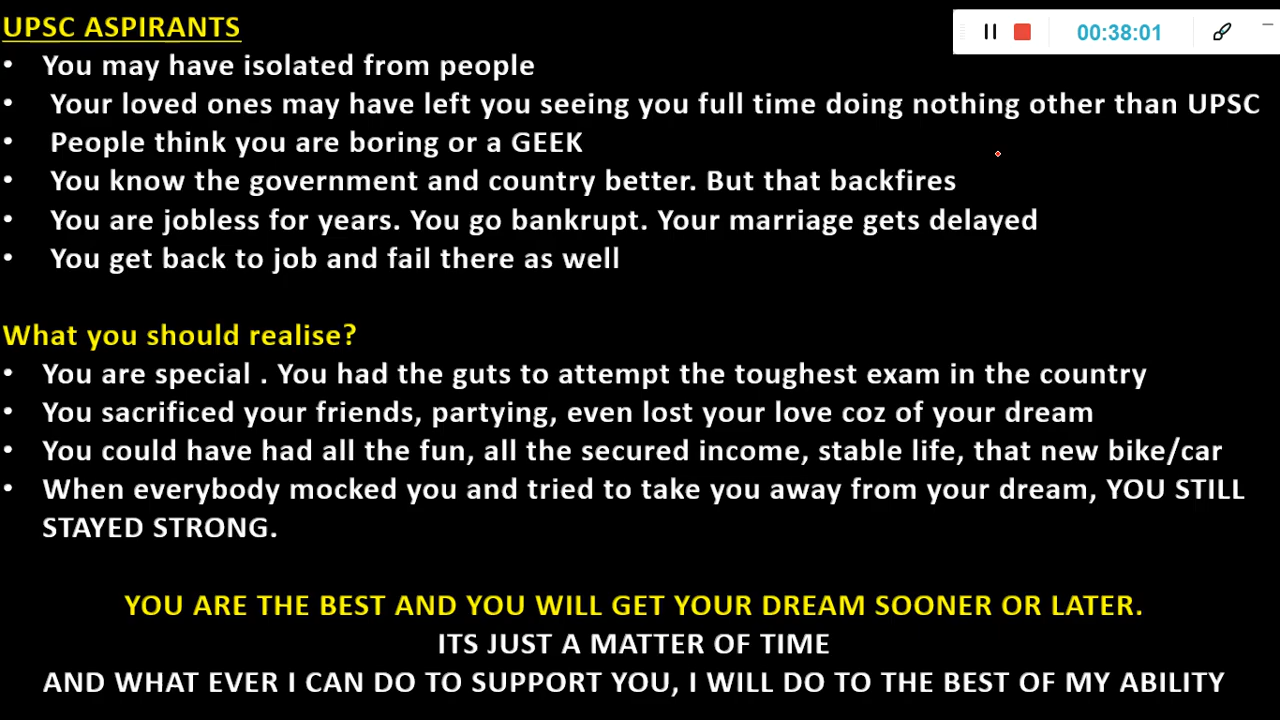 UPSC ASPIRANTS
00:38:01
• You may have isolated from people
• Your loved ones may have left you seeing you full time doing nothing other than UPSC
• People think you are boring or a GEEK
• You know the government and country better. But that backfires
• You are jobless for years. You go bankrupt. Your marriage gets delayed
• You get back to job and fail there as well
What you should realise?
• You are special . You had the guts to attempt the toughest exam in the country
• You sacrificed your friends, partying, even lost your love coz of your dream
• You could have had all the fun, all the secured income, stable life, that new bike/car
• When everybody mocked you and tried to take you away from your dream, YOU STILL
STAYED STRONG.
YOU ARE THE BEST AND YOU WILL GET YOUR DREAM SOONER OR LATER.
ITS JUST A MATTER OF TIME
AND WHAT EVER I CAN DO TO SUPPORT YOU, I WILL DO TO THE BEST OF MY ABILITY